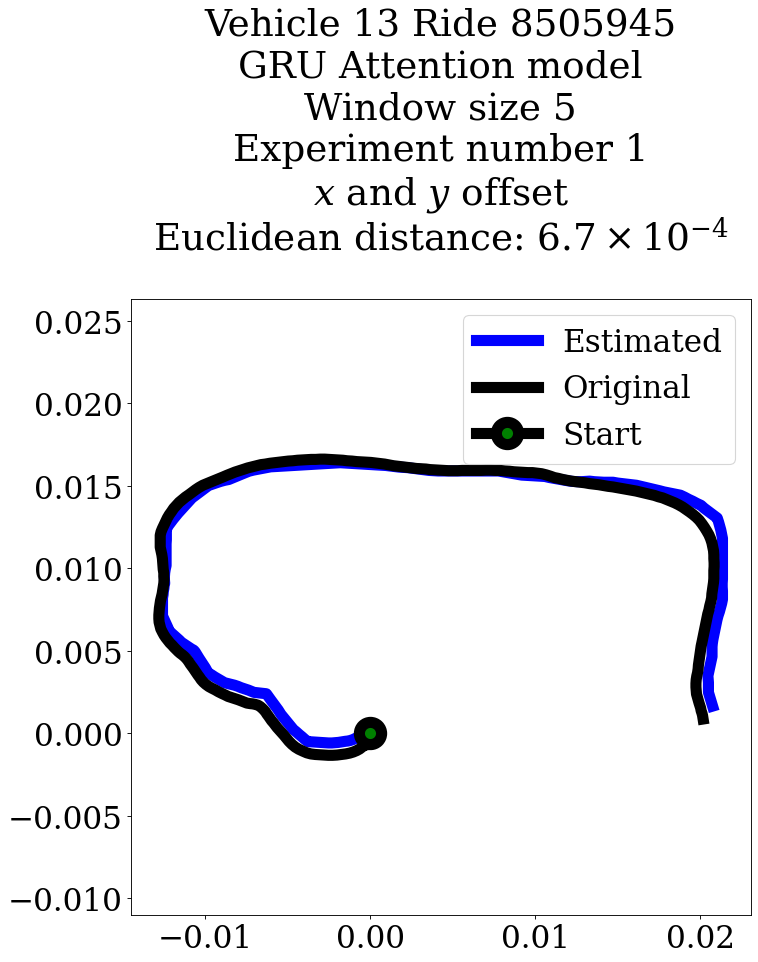 Vehicle 13 Ride 8505945
GRU Attention model
Window size 5
Experiment number 1
x and y offset
Euclidean distance: 6.7 × 10⁻⁴
Estimated
Original
Start
0.025
0.020
0.015
0.010
0.005
0.000
−0.005
−0.010
−0.01 0.00 0.01 0.02